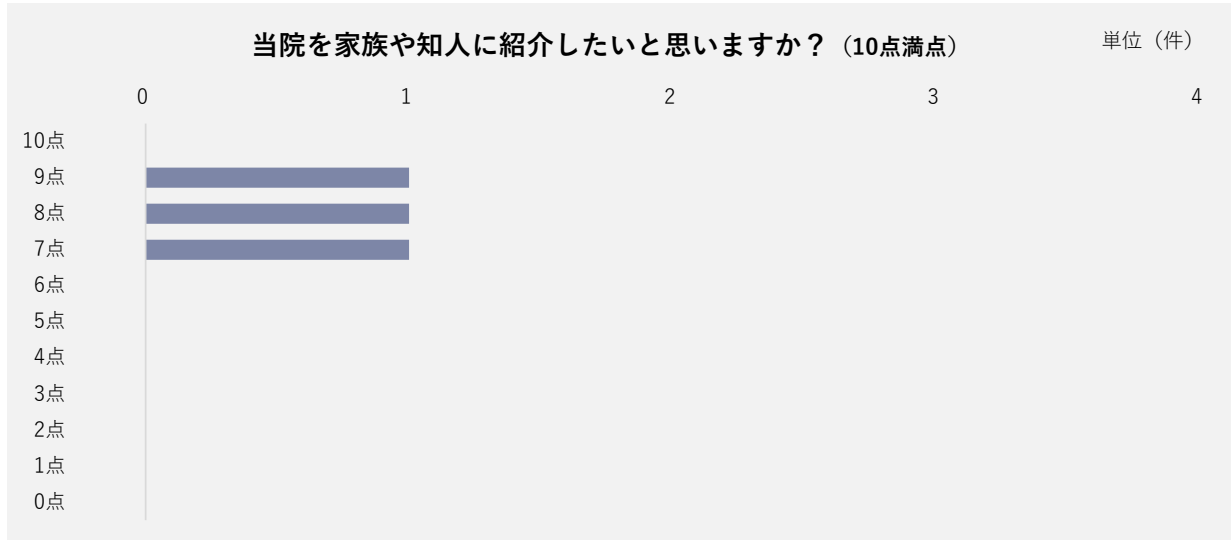 当院を家族や知人に紹介したいと思いますか？（10点満点）
単位（件）
0 1 2 3 4
10点
9点
8点
7点
6点
5点
4点
3点
2点
1点
0点